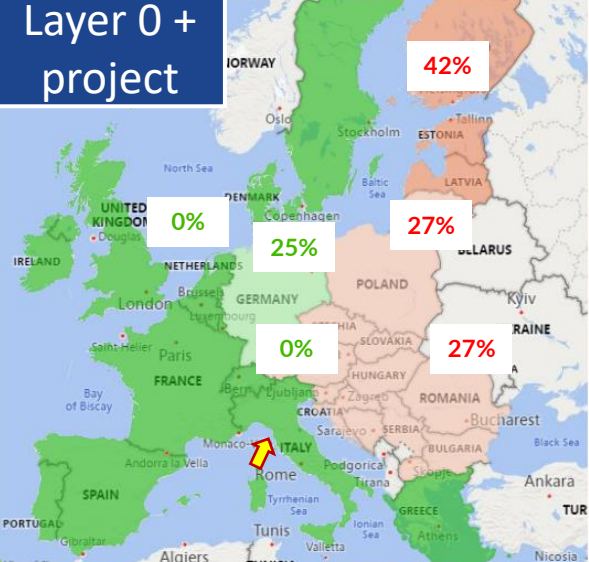 Layer 0 +
project
NORWAY
42%
Oslo
Stockholm
Tallinn
ESTONIA
North Sea
Baltic
Sea
LATVIA
DENMARK
UNITED
KINGDOM
0%
Copenhagen
27%
Douglas
25%
BELARUS
IRELAND
NETHERLANDS
POLAND
London
Brussels
GERMANY
Kyiv
Luxembourg
RAINE
Saint Helier
Paris
0%
SLOVAKIA
27%
FRANCE
Bern
Ljubljana
HUNGARY
Bay
of Biscay
Zagreb
ROMANIA
CROATIA
Bucharest
Monaco
ITALY
Sarajevo
SERBIA
Black Sea
Andorra la Vella
BULGARIA
Rome
Podgorica
Skopje
SPAIN
Tirana
Ankara
Tyrrhenian
Sea
GREECE
TUR
PORTUGAL
Ionian
Sea
Athens
Gibraltar
Tunis
Valletta
Algiers
Nicosia